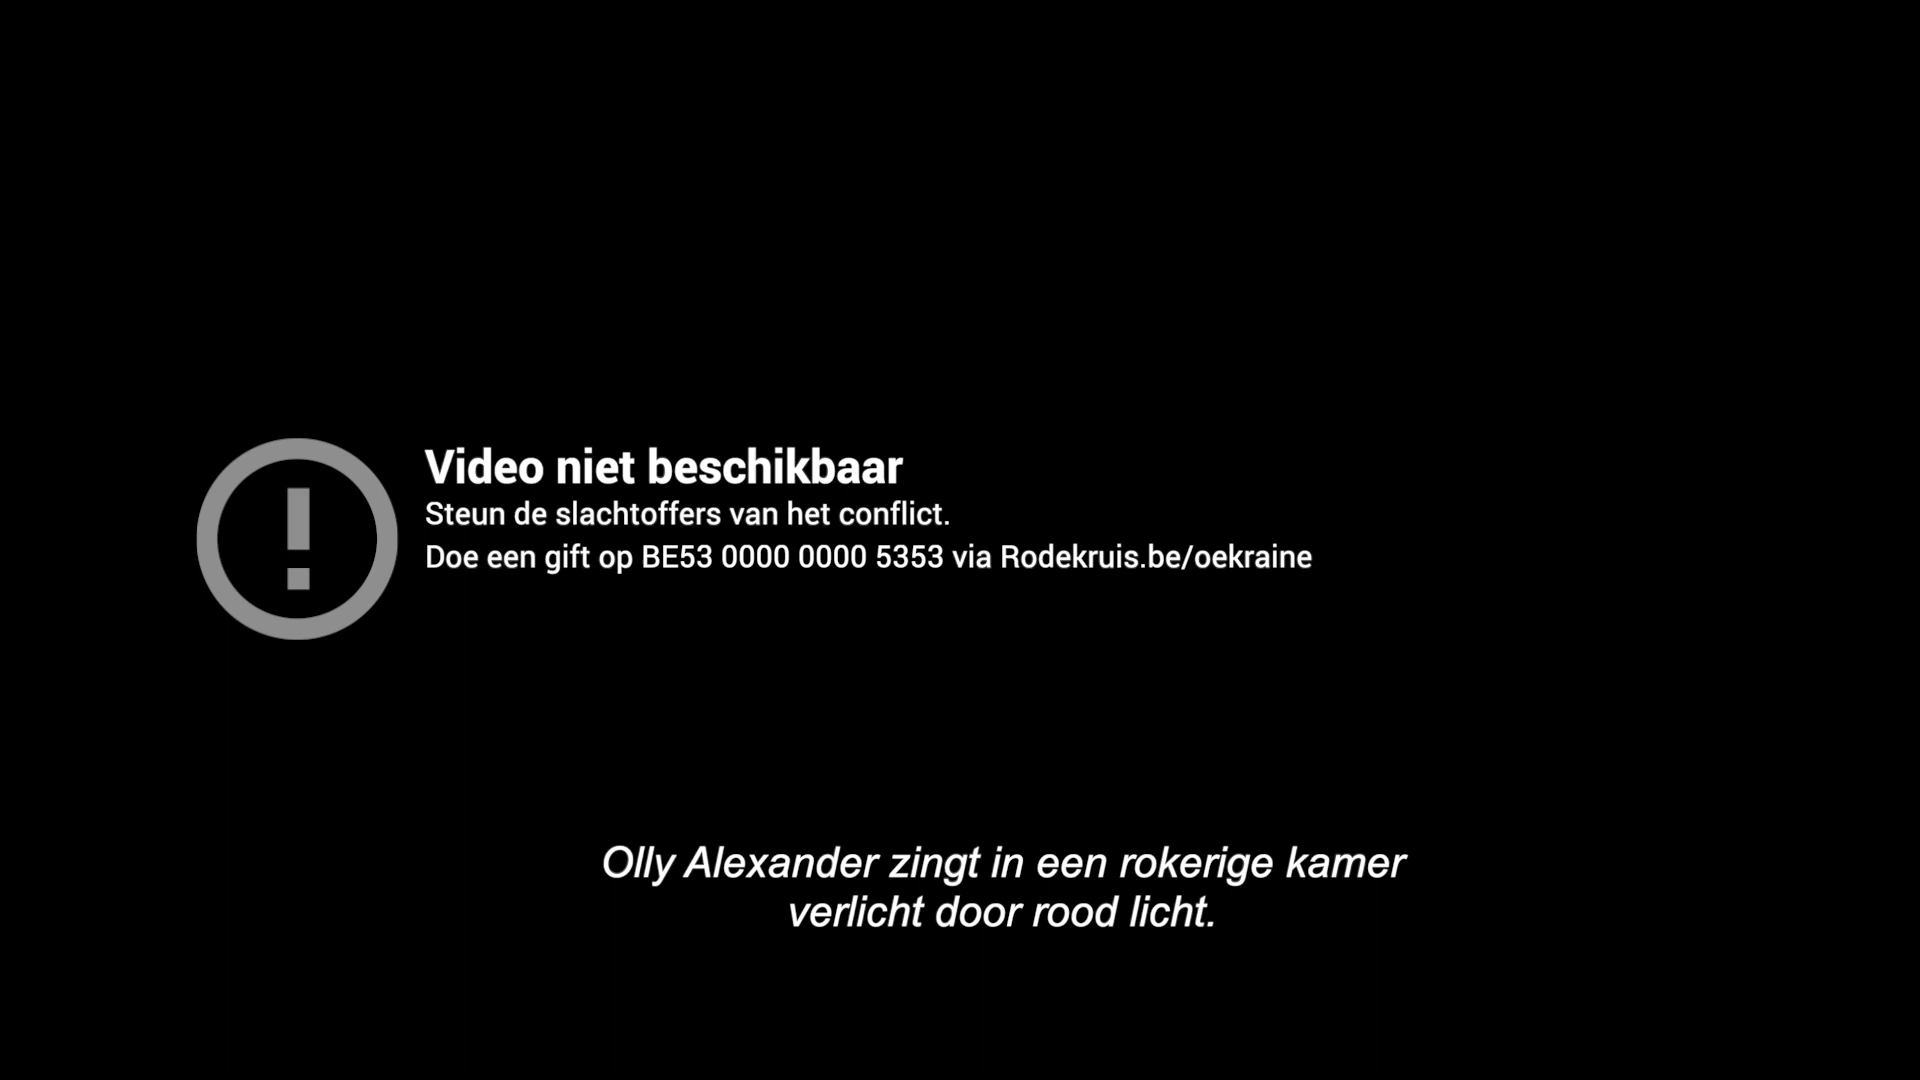 Video niet beschikbaar
Steun de slachtoffers van het conflict.
Doe een gift op BE53 0000 0000 5353 via Rodekruis.be/oekraine
Olly Alexander zingt in een rokerige kamer
verlicht door rood licht.